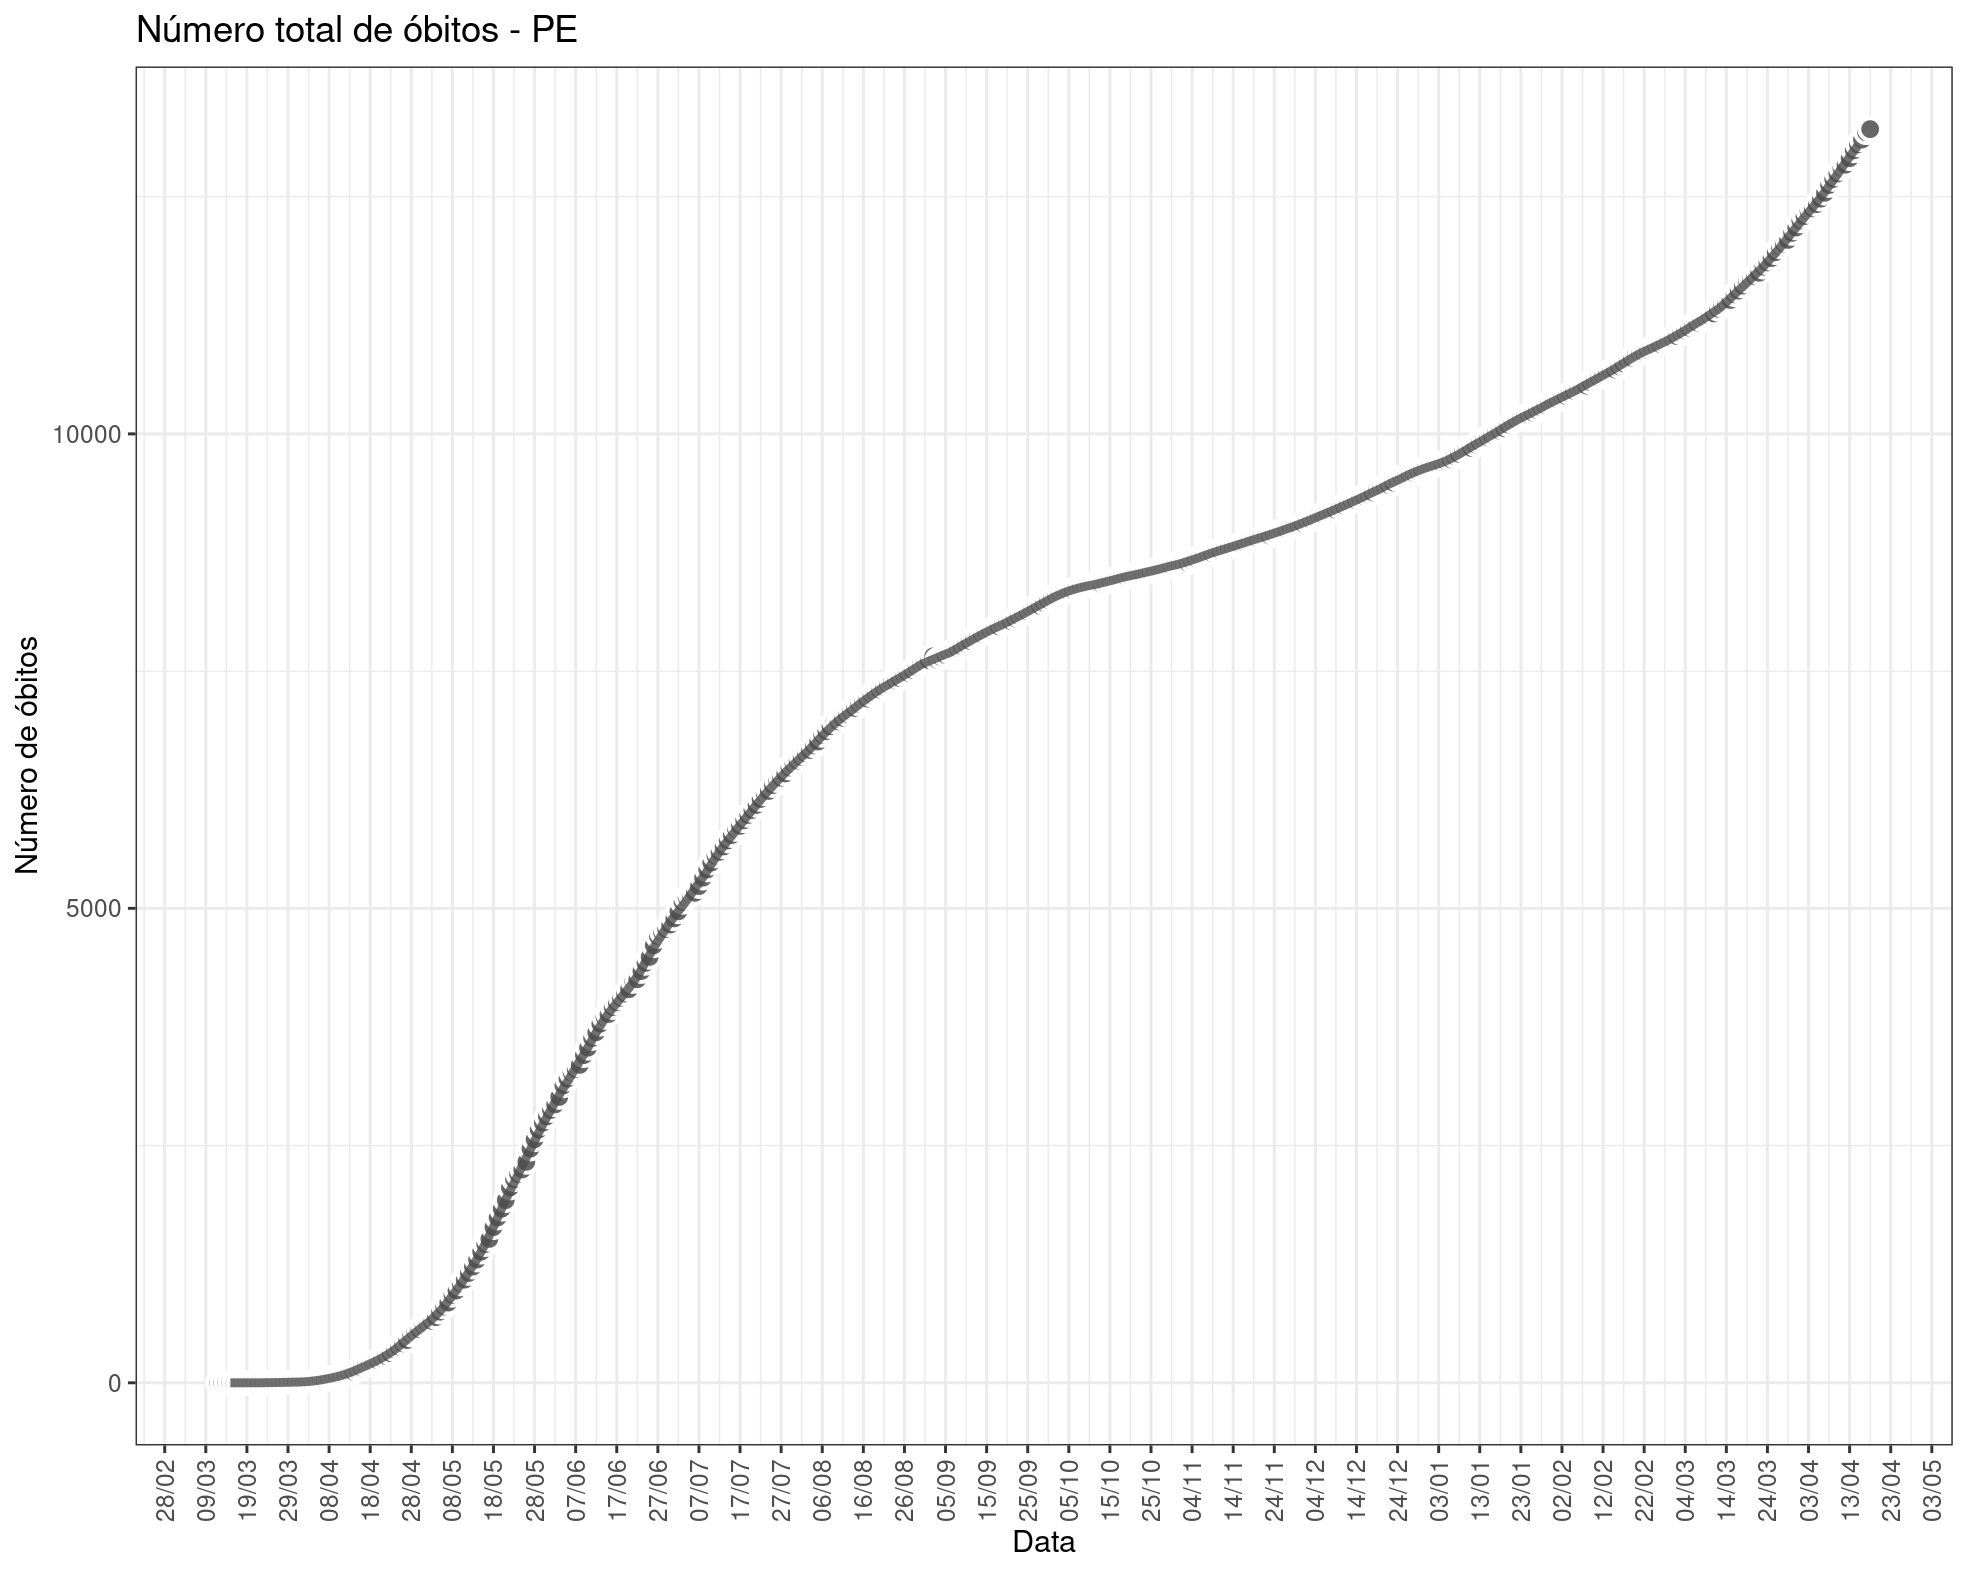 Número total de óbitos - PE
Número de óbitos
10000
5000
0
28/02 09/03 19/03 29/03 08/04 18/04 28/04 08/05 18/05 28/05 07/06 17/06 27/06 07/07 17/07 27/07 06/08 16/08 26/08 05/09 15/09 25/09 05/10 15/10 25/10 04/11 14/11 24/11 04/12 14/12 24/12 03/01 13/01 23/01 02/02 12/02 22/02 04/03 14/03 24/03 03/04 13/04 23/04 03/05
Data